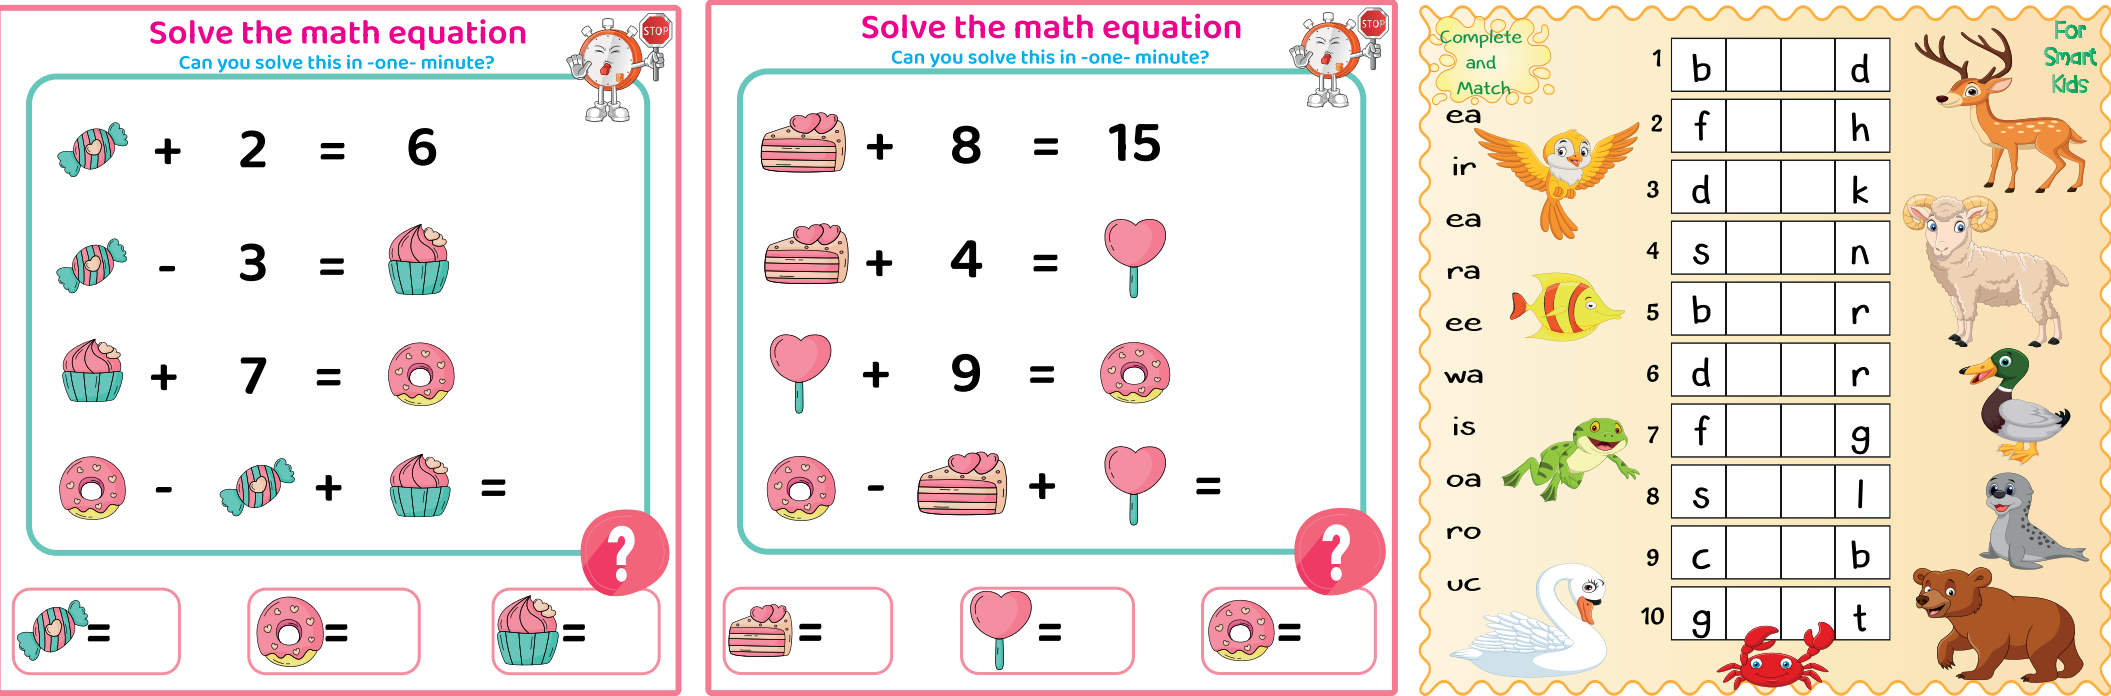 Solve the math equation
Can you solve this in -one- minute?
STOP
+ 2 = 6
- 3 =
+ 7 =
- + =
?
=
=
=
Solve the math equation
Can you solve this in -one- minute?
STOP
+ 8 = 15
+ 4 =
+ 9 =
- + =
?
=
=
=
Complete
and
Match
For
Smart
Kids
ea
ir
ea
ra
ee
wa
is
oa
ro
uc
1 b d
2 f h
3 d k
4 s n
5 b r
6 d r
7 f g
8 s l
9 c b
10 g t